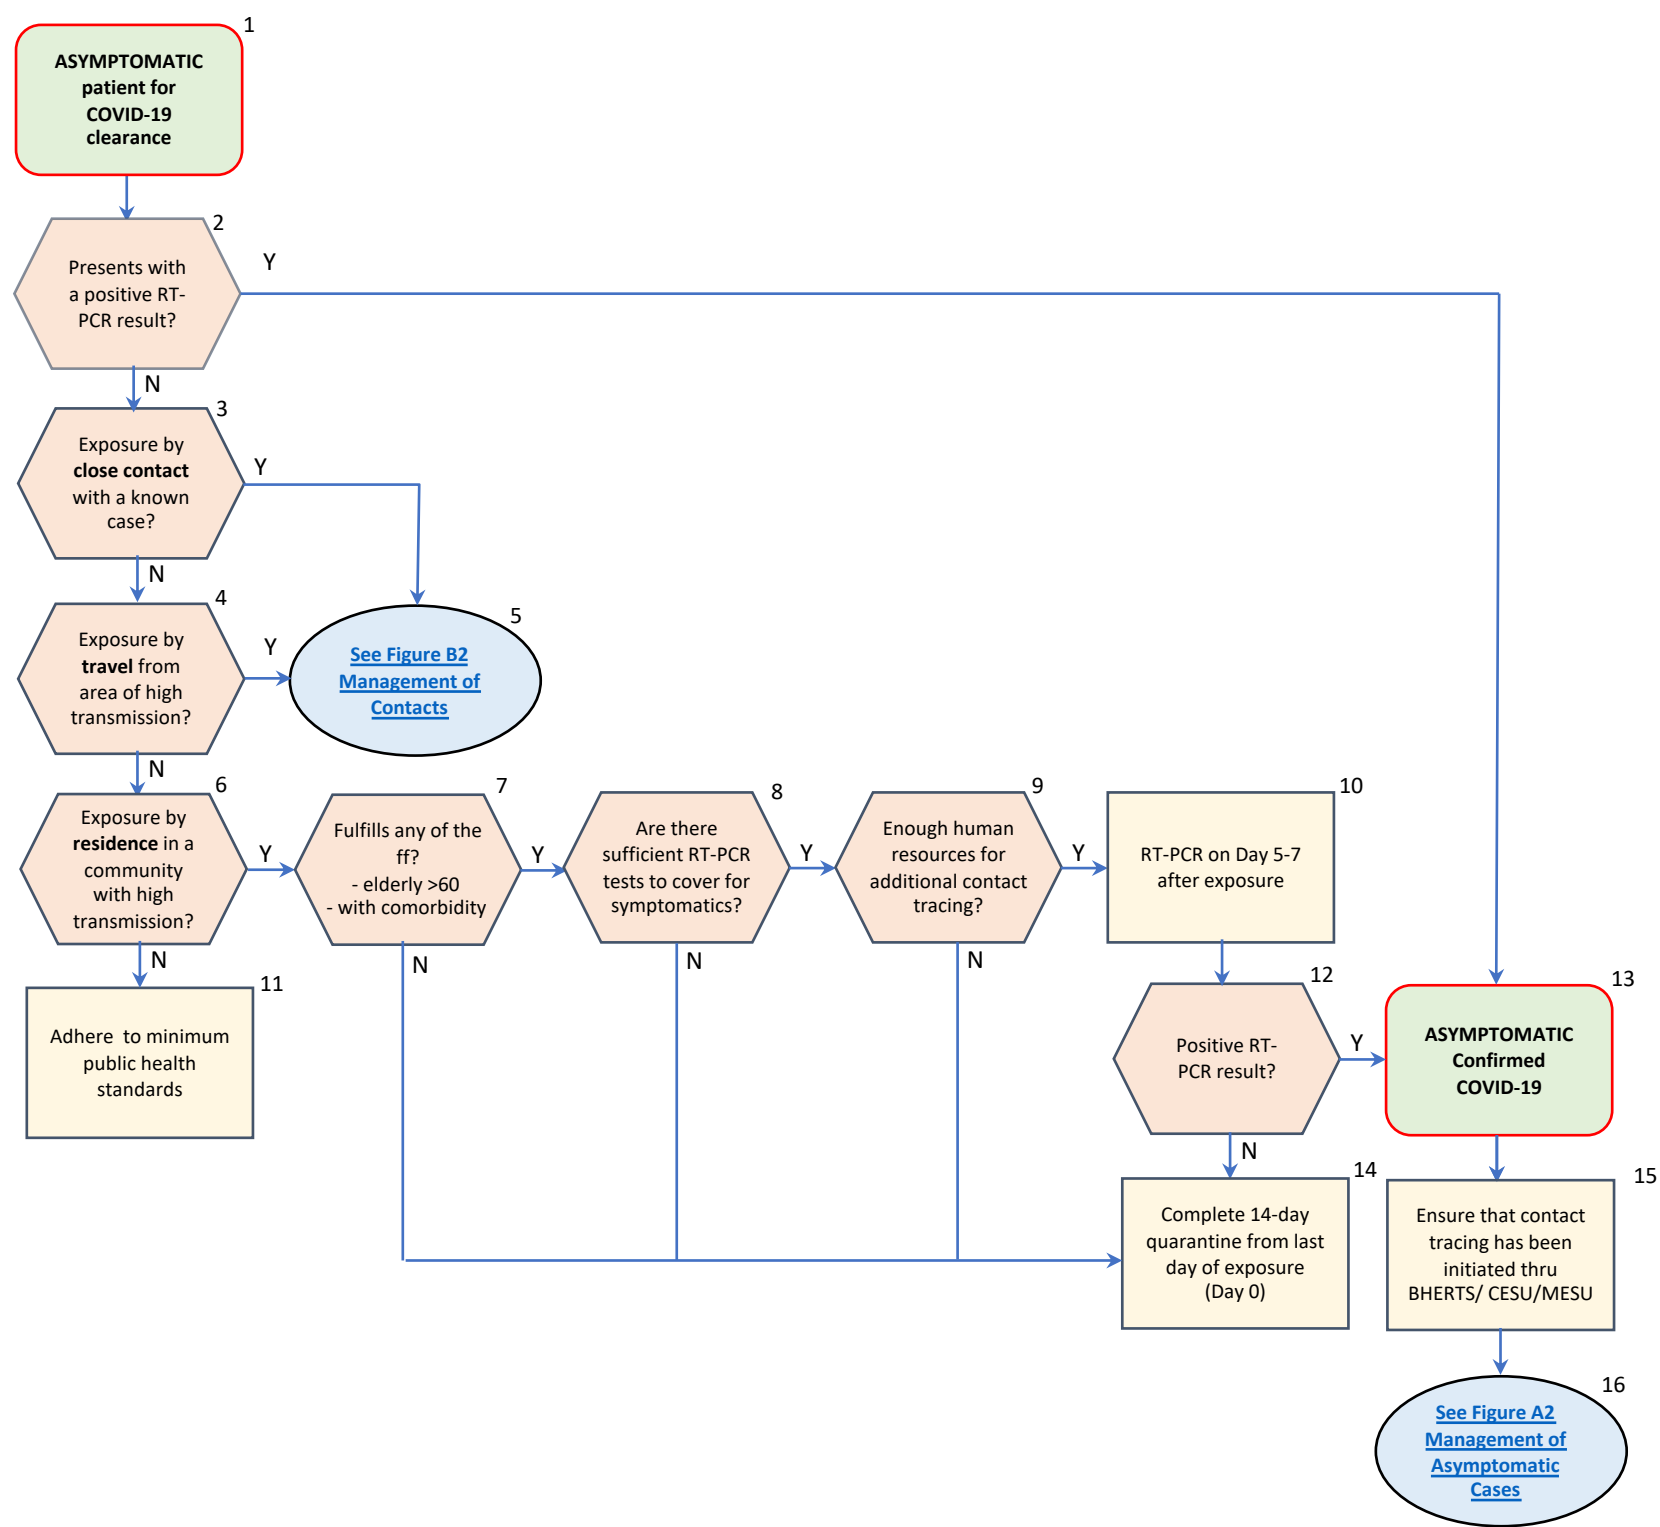 1
ASYMPTOMATIC
patient for
COVID-19
clearance
2
Presents with
a positive RT-
PCR result?
Y
N
3
Exposure by
close contact
with a known
case?
Y
N
4
Exposure by
travel from
area of high
transmission?
Y
N
5
See Figure B2
Management of
Contacts
6
Exposure by
residence in a
community
with high
transmission?
Y
N
7
Fulfills any of the
ff?
- elderly >60
- with comorbidity
Y
N
8
Are there
sufficient RT-PCR
tests to cover for
symptomatics?
Y
N
9
Enough human
resources for
additional contact
tracing?
Y
N
10
RT-PCR on Day 5-7
after exposure
11
Adhere  to minimum
public health
standards
12
Positive RT-
PCR result?
Y
N
13
ASYMPTOMATIC
Confirmed
COVID-19
14
Complete 14-day
quarantine from last
day of exposure
(Day 0)
15
Ensure that contact
tracing has been
initiated thru
BHERTS/ CESU/MESU
16
See Figure A2
Management of
Asymptomatic
Cases